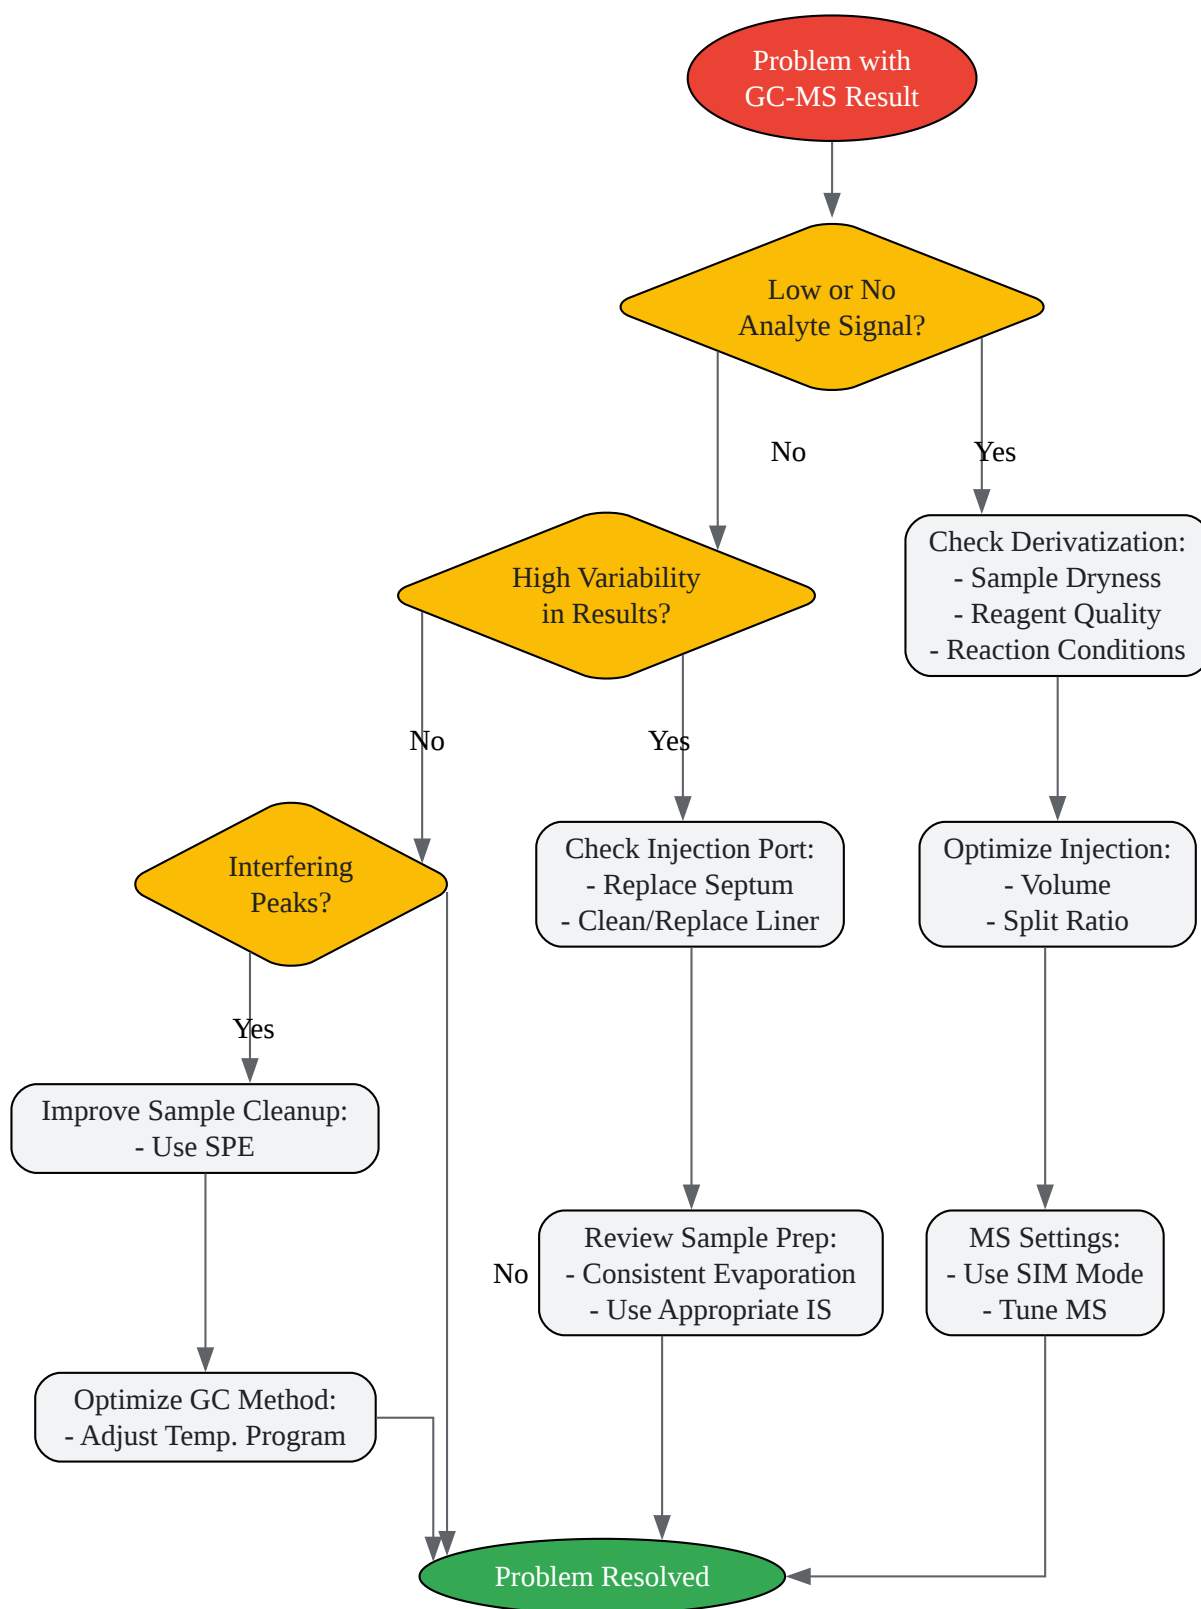 Problem with
GC-MS Result
Low or No
Analyte Signal?
No
Yes
High Variability
in Results?
Check Derivatization:
- Sample Dryness
- Reagent Quality
- Reaction Conditions
No
Yes
Interfering
Peaks?
Check Injection Port:
- Replace Septum
- Clean/Replace Liner
Optimize Injection:
- Volume
- Split Ratio
Yes
Improve Sample Cleanup:
- Use SPE
No
Review Sample Prep:
- Consistent Evaporation
- Use Appropriate IS
MS Settings:
- Use SIM Mode
- Tune MS
Optimize GC Method:
- Adjust Temp. Program
Problem Resolved